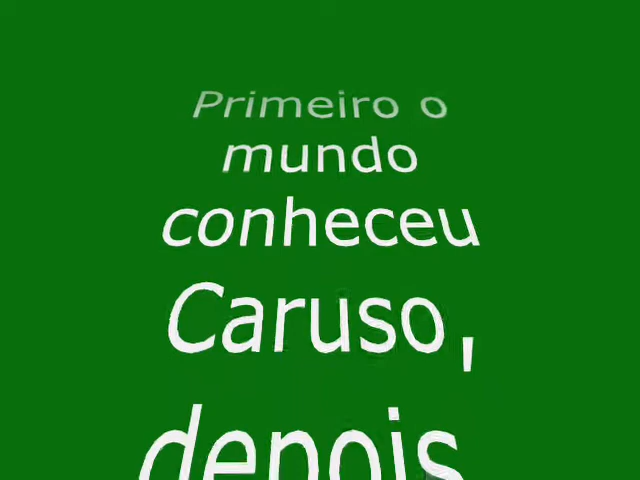 Primeiro o
mundo
conheceu
Caruso,
depois